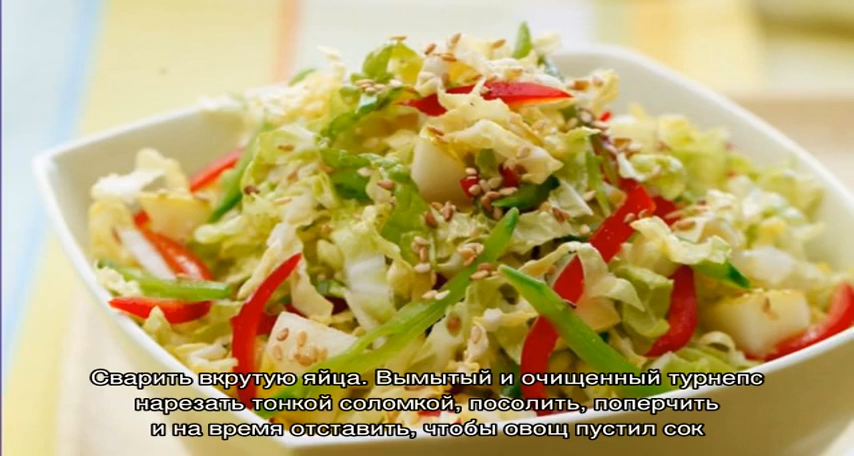 Сварить вкрутую яйца. Вымытый и очищенный турнепс
нарезать тонкой соломкой, посолить, поперчить
и на время отставить, чтобы овощ пустил сок